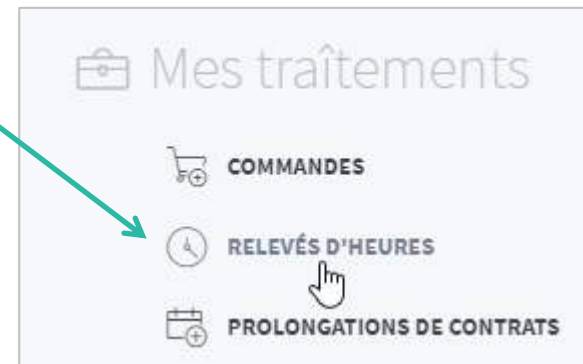 Mes traîtements
COMMANDES
RELEVÉS D'HEURES
PROLONGATIONS DE CONTRATS